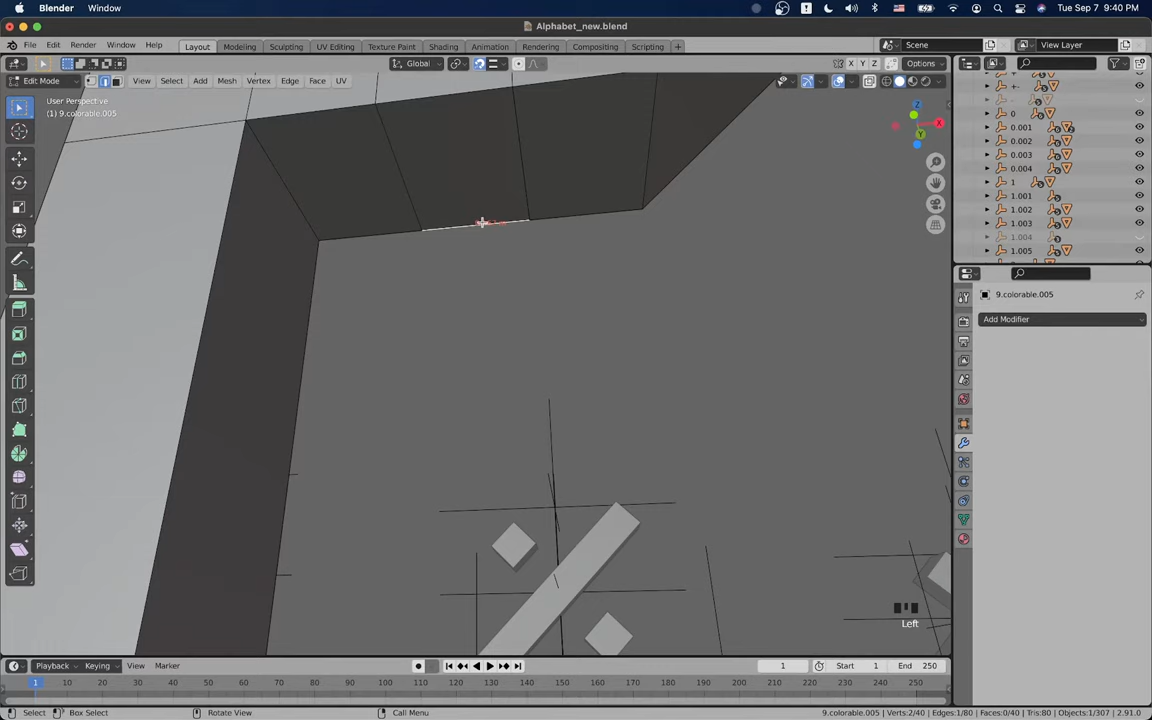 Blender Window Tue Sep 7 9:40 PM
Alphabet_new.blend
File Edit Render Window Help Layout Modeling Sculpting UV Editing Texture Paint Shading Animation Rendering Compositing Scripting + Scene View Layer
Global X Y Z Options
Edit Mode View Select Add Mesh Vertex Edge Face UV
User Perspective
(1) 9.colorable.005
Z
X
Y
+-
-
0
0.001
0.002
0.003
0.004
1
1.001
1.002
1.003
1.004
1.005
9.colorable.005
Add Modifier
Left
Playback Keying View Marker 1 Start 1 End 250
1 10 20 30 40 50 60 70 80 90 100 110 120 130 140 150 160 170 180 190 200 210 220 230 240 250
Select Box Select Rotate View Call Menu 9.colorable.005 | Verts:2/40 | Edges:1/80 | Faces:0/40 | Tris:80 | Objects:1/307 | 2.91.0